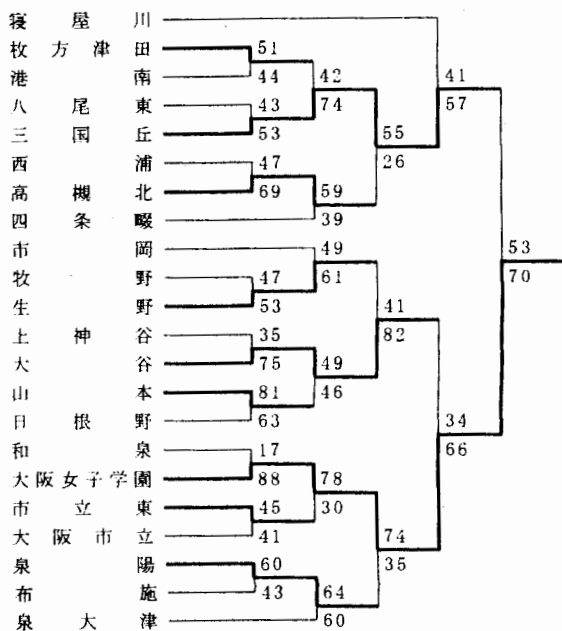 寝屋川
枚方津田 51
港南 44
42
41
八尾東 43
74
57
三国丘 53
55
西浦 47
26
高槻北 69
59
四条畷
39
市岡
49
53
牧野 47
61
70
生野 53
41
上神谷 35
82
大谷 75
49
山本 81
46
日根野 63
34
和泉 17
66
大阪女子学園 88
78
市立東 45
30
大阪市立 41
74
泉陽 60
35
布施 43
64
泉大津
60